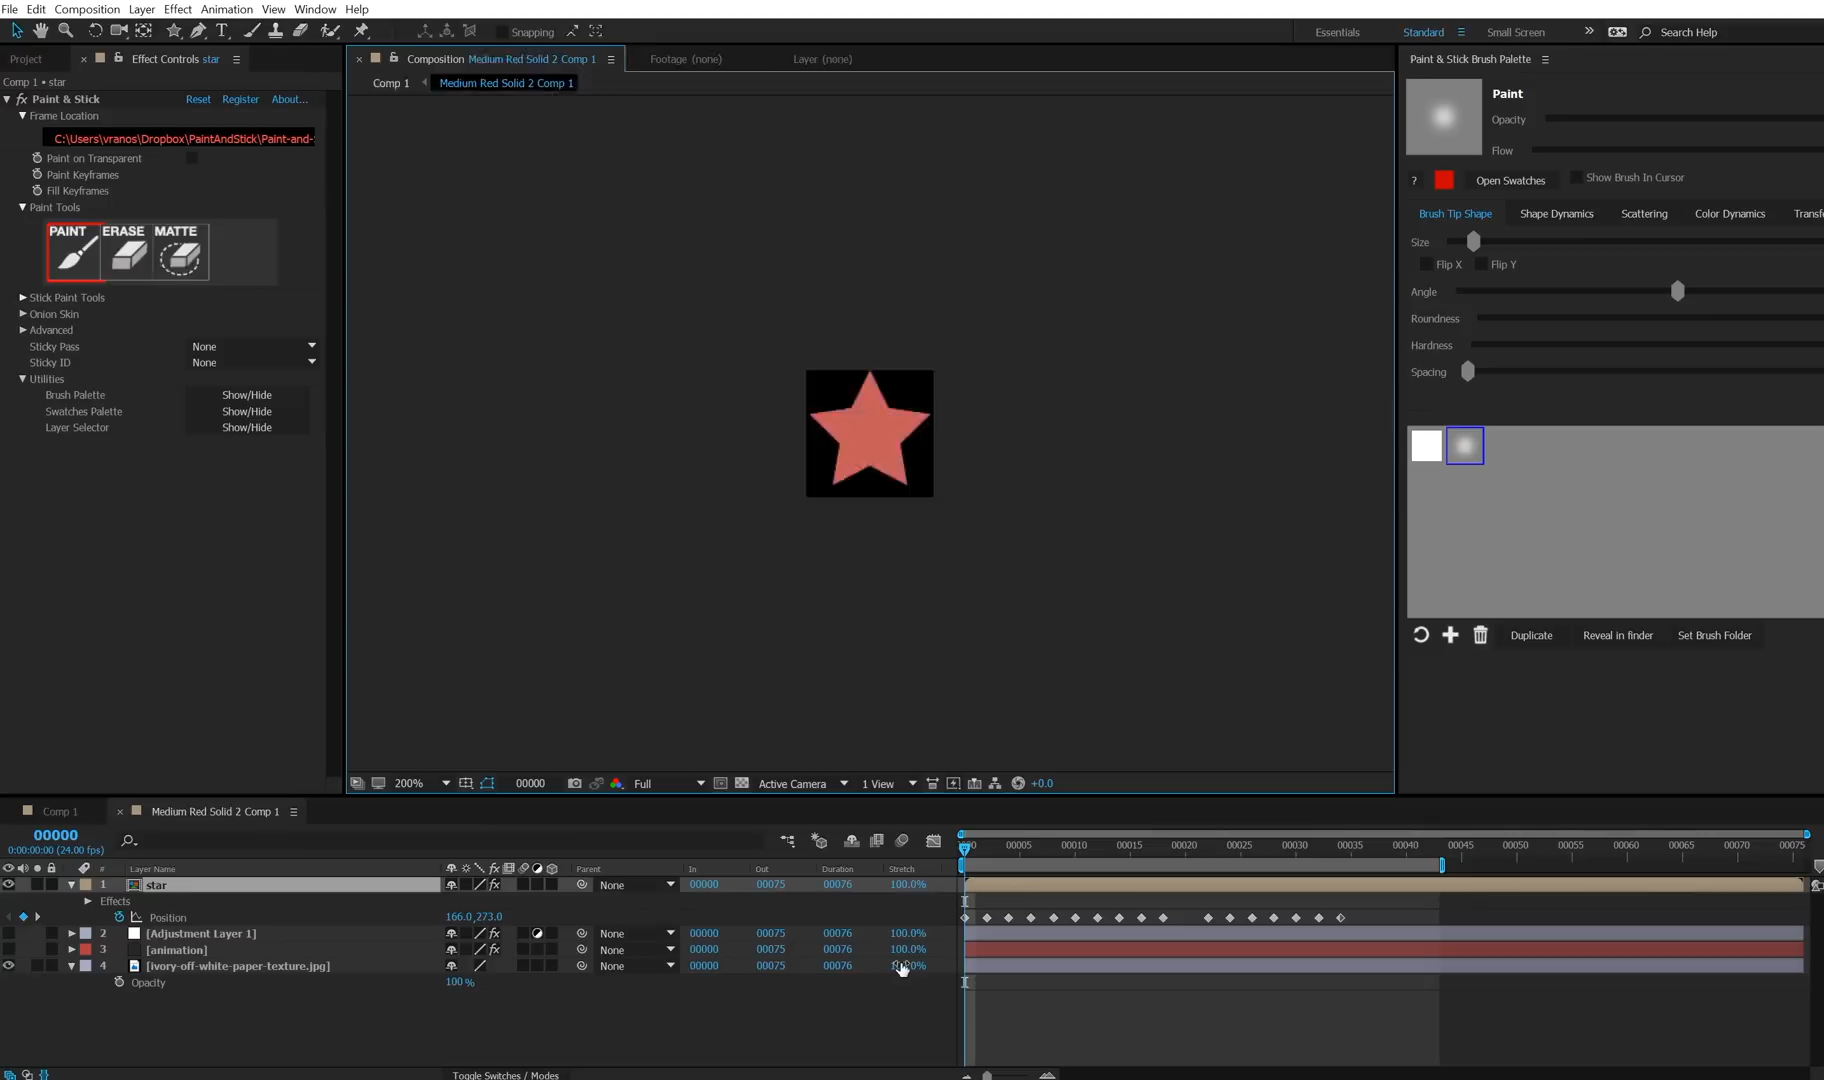 File Edit Composition Layer Effect Animation View Window Help
Snapping Essentials Standard Small Screen Search Help
Project Effect Controls star Composition Medium Red Solid 2 Comp 1 Footage (none) Layer (none) Paint & Stick Brush Palette
Comp 1 • star
Comp 1 Medium Red Solid 2 Comp 1
fx Paint & Stick Reset Register About...
Frame Location
C:\Users\vranos\Dropbox\PaintAndStick\Paint-and-
Paint on Transparent
Paint Keyframes
Fill Keyframes
Paint Tools
PAINT ERASE MATTE
Stick Paint Tools
Onion Skin
Advanced
Sticky Pass None
Sticky ID None
Utilities
Brush Palette Show/Hide
Swatches Palette Show/Hide
Layer Selector Show/Hide
Paint
Opacity
Flow
? Open Swatches Show Brush In Cursor
Brush Tip Shape Shape Dynamics Scattering Color Dynamics Transf
Size
Flip X Flip Y
Angle
Roundness
Hardness
Spacing
Duplicate Reveal in finder Set Brush Folder
200% 00000 Full Active Camera 1 View +0.0
Comp 1 Medium Red Solid 2 Comp 1
00000
0:00:00:00 (24.00 fps)
00005 00010 00015 00020 00025 00030 00035 00040 00045 00050 00055 00060 00065 00070 00075
# Layer Name fx Parent In Out Duration Stretch
1 star fx None 00000 00075 00076 100.0%
Effects
Position 166.0,273.0
2 [Adjustment Layer 1] fx None 00000 00075 00076 100.0%
3 [animation] fx None 00000 00075 00076 100.0%
4 [ivory-off-white-paper-texture.jpg] None 00000 00075 00076
Opacity 100 %
Toggle Switches / Modes